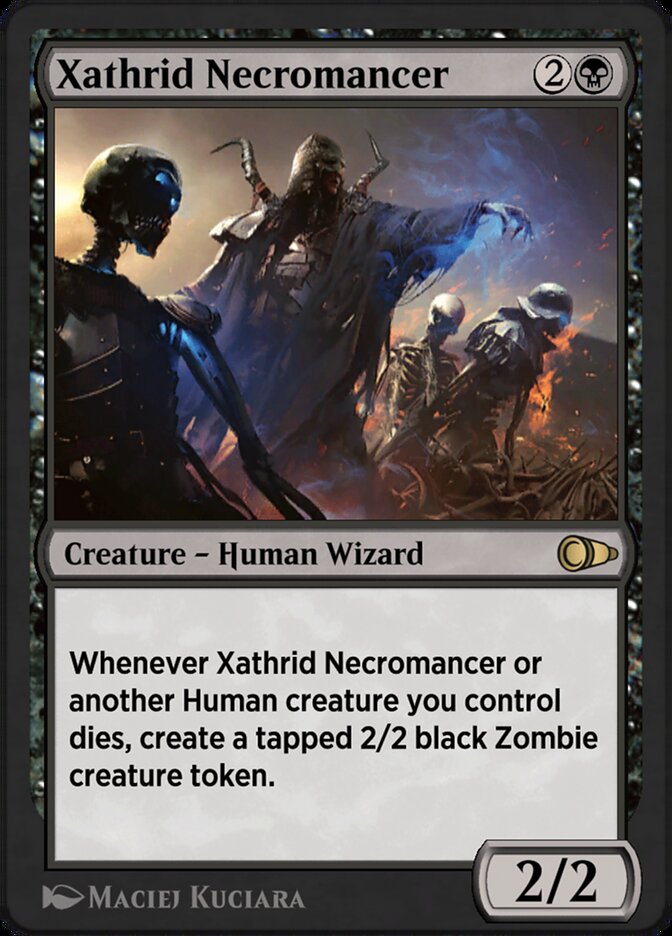 Xathrid Necromancer 2
Creature – Human Wizard
Whenever Xathrid Necromancer or
another Human creature you control
dies, create a tapped 2/2 black Zombie
creature token.
2/2
Maciej Kuciara